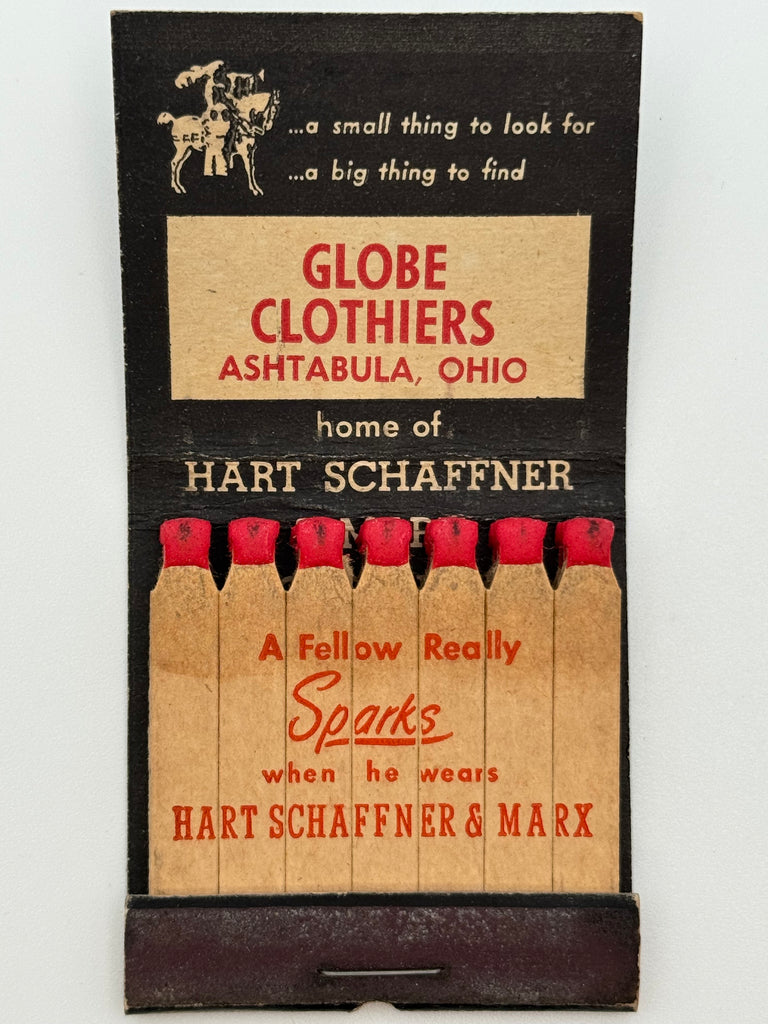 ...a small thing to look for
...a big thing to find
GLOBE
CLOTHIERS
ASHTABULA, OHIO
home of
HART SCHAFFNER
A Fellow Really
Sparks
when he wears
HART SCHAFFNER & MARX